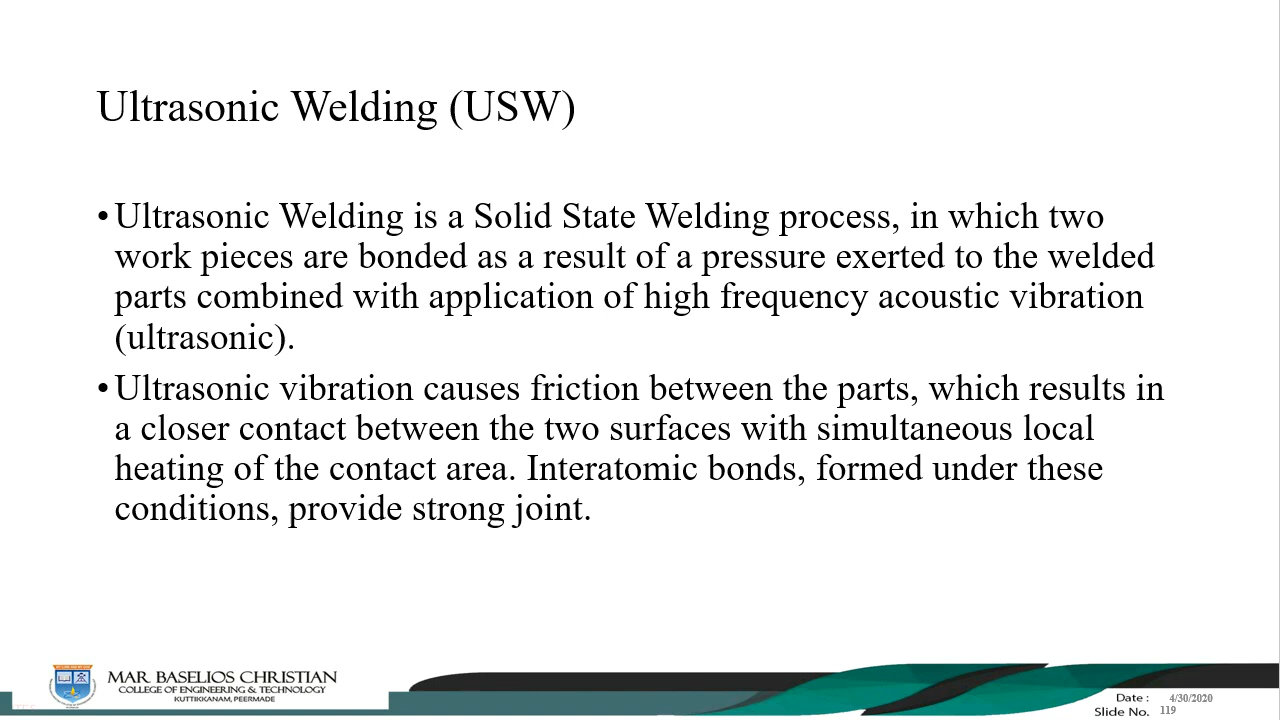 Ultrasonic Welding (USW)
•Ultrasonic Welding is a Solid State Welding process, in which two
work pieces are bonded as a result of a pressure exerted to the welded
parts combined with application of high frequency acoustic vibration
(ultrasonic).
•Ultrasonic vibration causes friction between the parts, which results in
a closer contact between the two surfaces with simultaneous local
heating of the contact area. Interatomic bonds, formed under these
conditions, provide strong joint.
MAR BASELIOS CHRISTIAN
COLLEGE OF ENGINEERING & TECHNOLOGY
KUTTIKKANAM, PEERMADE
Date : 4/30/2020
Slide No. 119